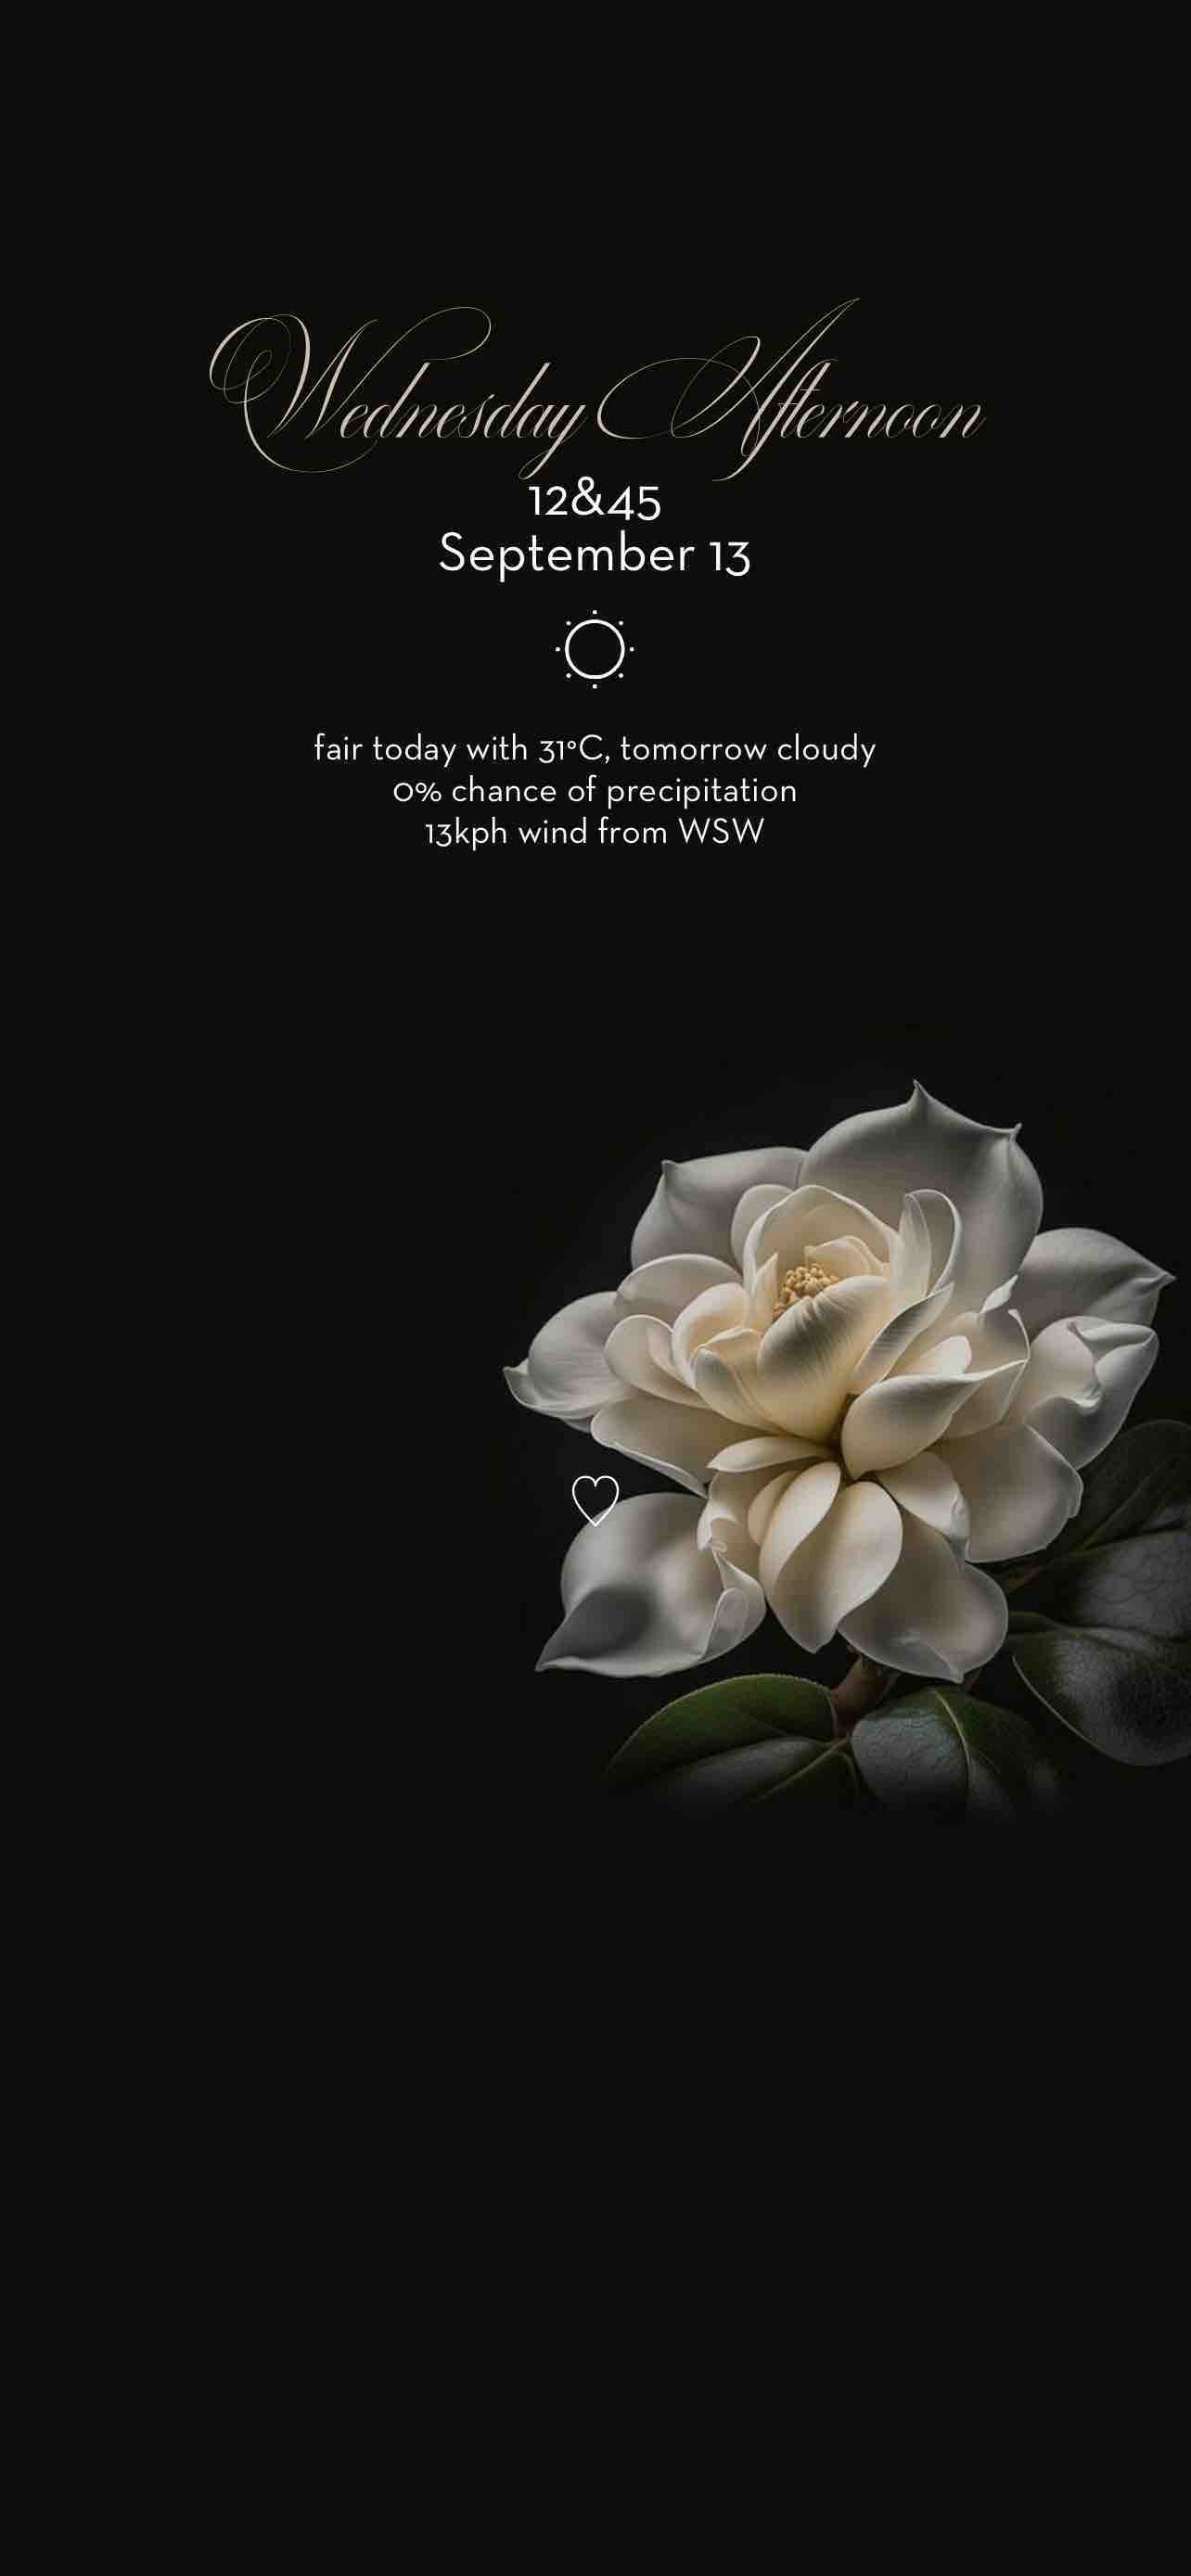 Wednesday Afternoon
12&45
September 13
fair today with 31°C, tomorrow cloudy
0% chance of precipitation
13kph wind from WSW